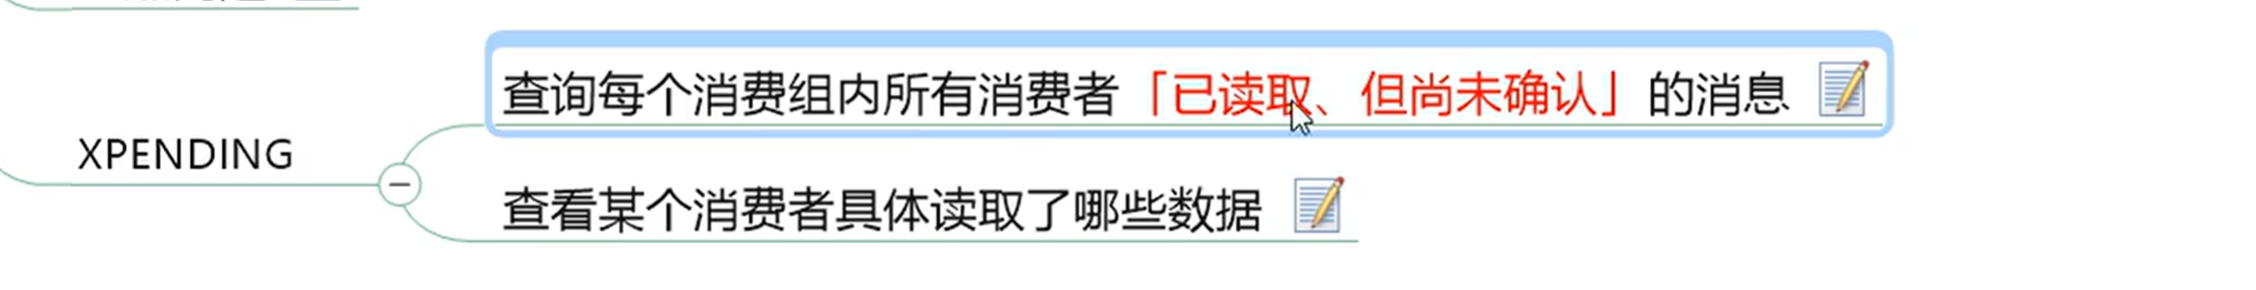 查询每个消费组内所有消费者「已读取、但尚未确认」的消息
XPENDING
查看某个消费者具体读取了哪些数据